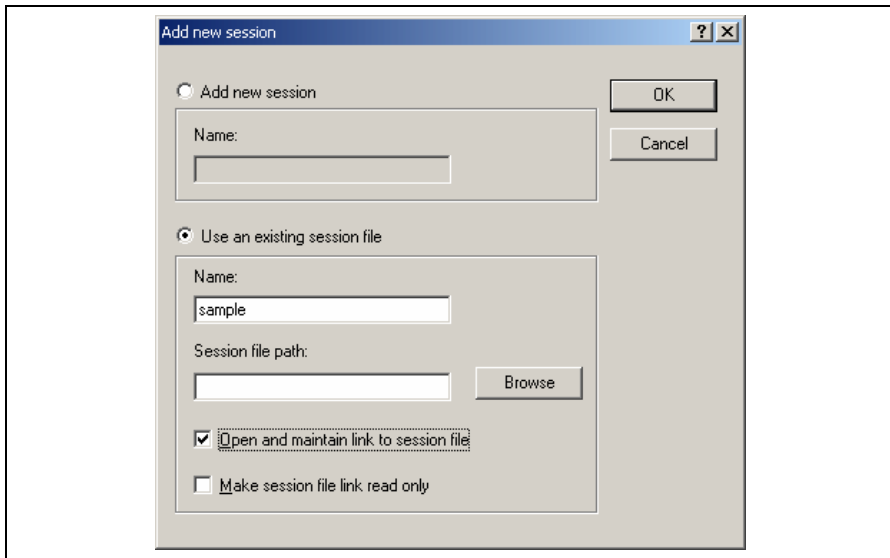 Add new session
Add new session
OK
Name:
Cancel
Use an existing session file
Name:
sample
Session file path:
Browse
Open and maintain link to session file
Make session file link read only